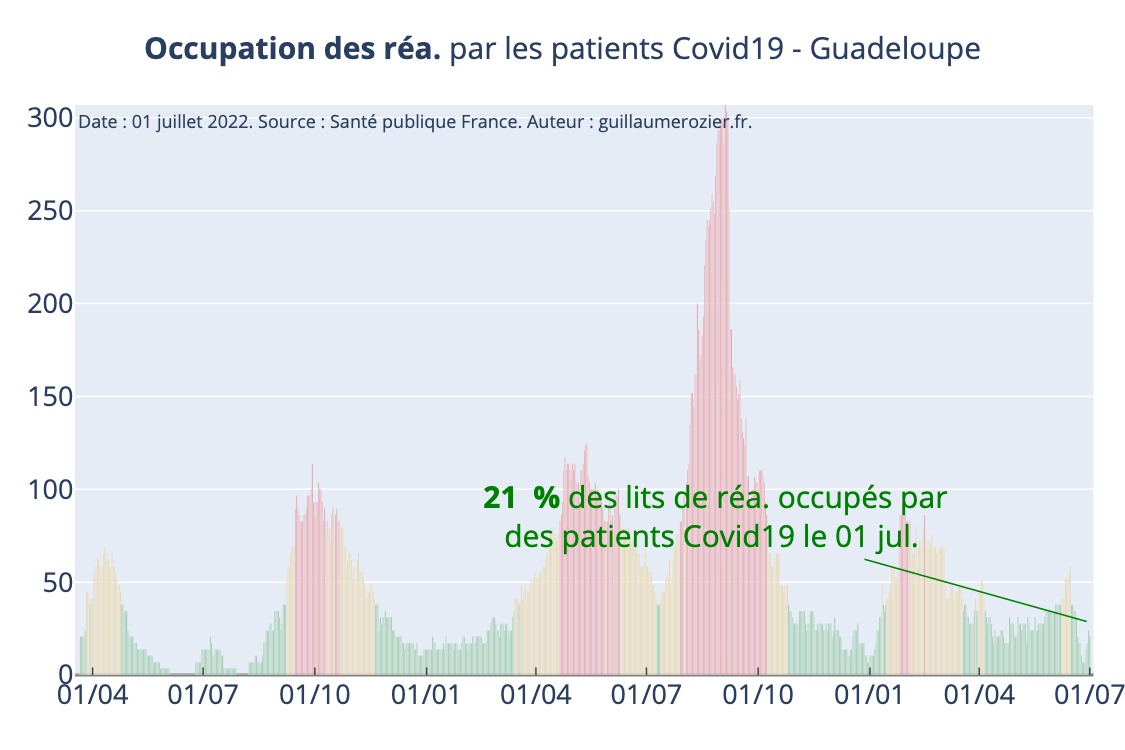 Occupation des réa. par les patients Covid19 - Guadeloupe
300
Date : 01 juillet 2022. Source : Santé publique France. Auteur : guillaumerozier.fr.
250
200
150
100
21 % des lits de réa. occupés par
des patients Covid19 le 01 jul.
50
0
01/04 01/07 01/10 01/01 01/04 01/07 01/10 01/01 01/04 01/07